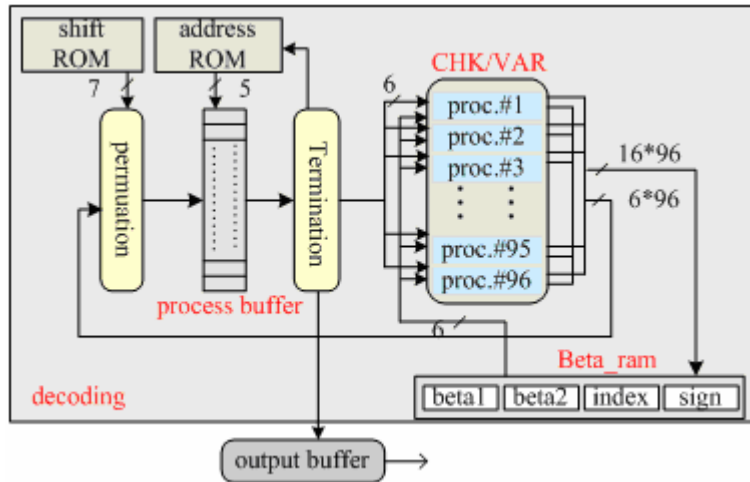 shift
ROM
address
ROM
7
5
permuation
Termination
process buffer
CHK/VAR
6
proc.#1
proc.#2
proc.#3
proc.#95
proc.#96
16*96
6*96
6
Beta_ram
beta1
beta2
index
sign
decoding
output buffer